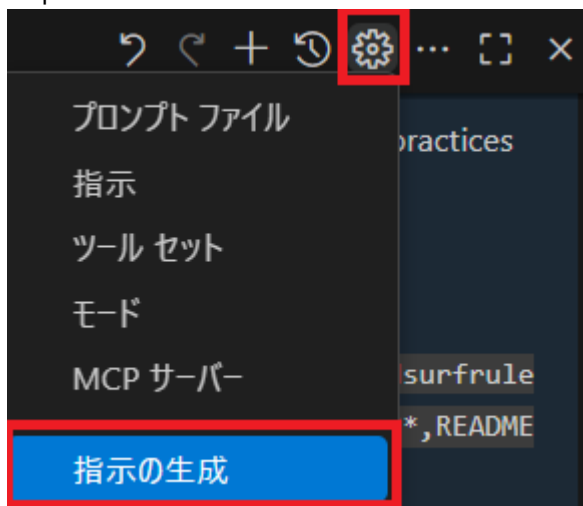 プロンプト ファイル
practices
指示
ツール セット
モード
MCP サーバー
surfrule
*,README
指示の生成